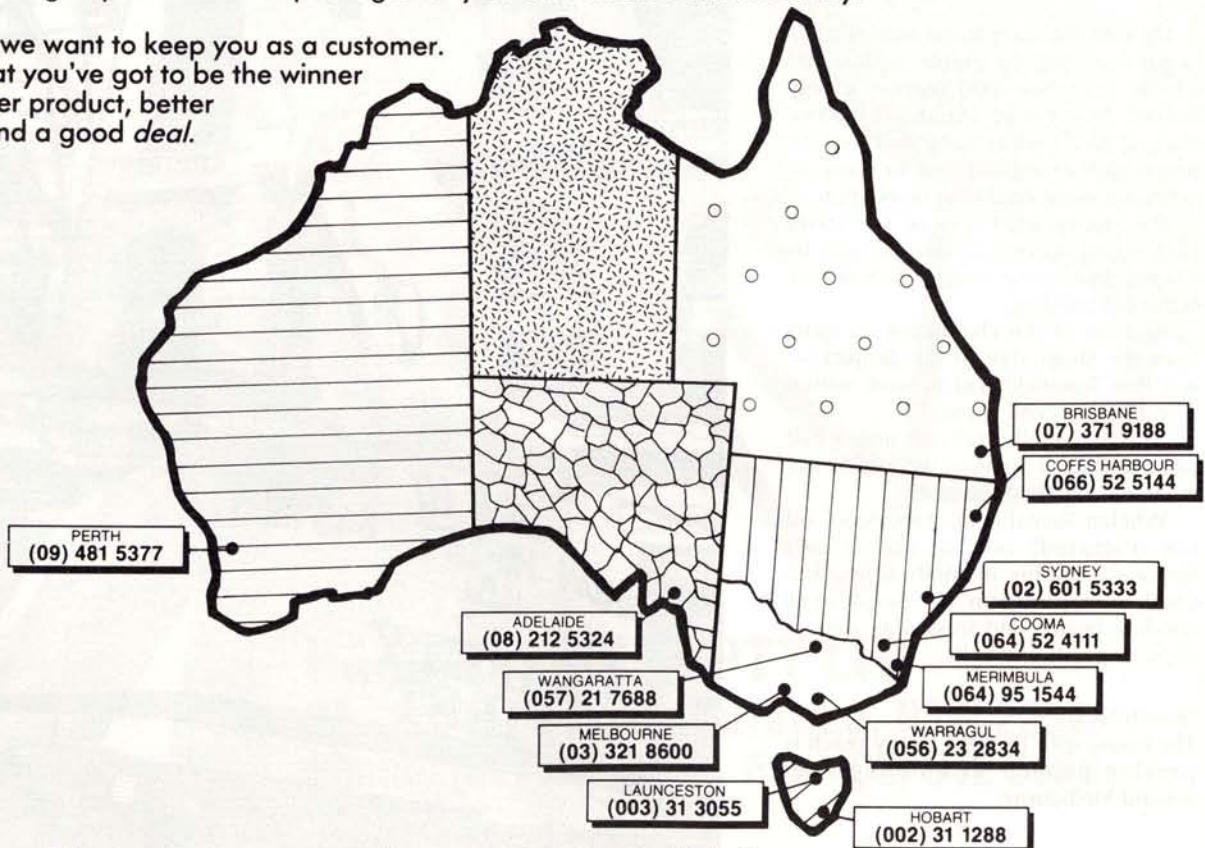 we want to keep you as a customer.
at you've got to be the winner
er product, better
nd a good deal.
BRISBANE
(07) 371 9188
COFFS HARBOUR
(066) 52 5144
PERTH
(09) 481 5377
SYDNEY
(02) 601 5333
ADELAIDE
(08) 212 5324
COOMA
(064) 52 4111
WANGARATTA
(057) 21 7688
MERIMBULA
(064) 95 1544
MELBOURNE
(03) 321 8600
WARRAGUL
(056) 23 2834
LAUNCESTON
(003) 31 3055
HOBART
(002) 31 1288